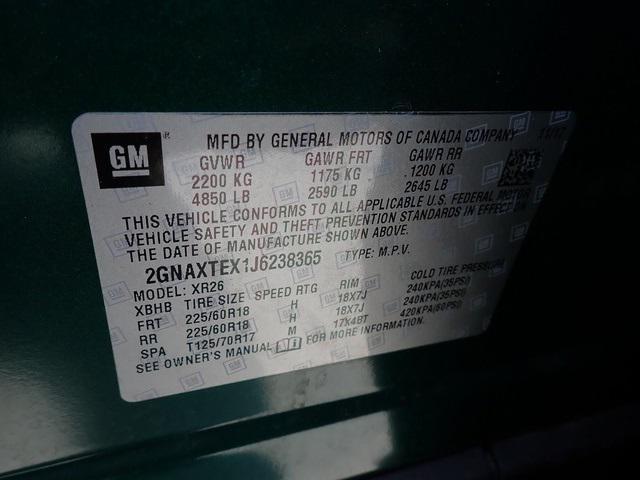 GM
MFD BY GENERAL MOTORS OF CANADA COMPANY 11/17
GVWR GAWR FRT GAWR RR
2200 KG 1175 KG 1200 KG
4850 LB 2590 LB 2645 LB
THIS VEHICLE CONFORMS TO ALL APPLICABLE U.S. FEDERAL MOTOR
VEHICLE SAFETY AND THEFT PREVENTION STANDARDS IN EFFECT ON
THE DATE OF MANUFACTURE SHOWN ABOVE.
2GNAXTEX1J6238365 TYPE: M.P.V.
MODEL: XR26
XBHB TIRE SIZE SPEED RTG RIM COLD TIRE PRESSURE
FRT 225/60R18 H 18X7J 240KPA(35PSI)
RR 225/60R18 H 18X7J 240KPA(35PSI)
SPA T125/70R17 M 17X4BT 420KPA(60PSI)
SEE OWNER'S MANUAL FOR MORE INFORMATION.